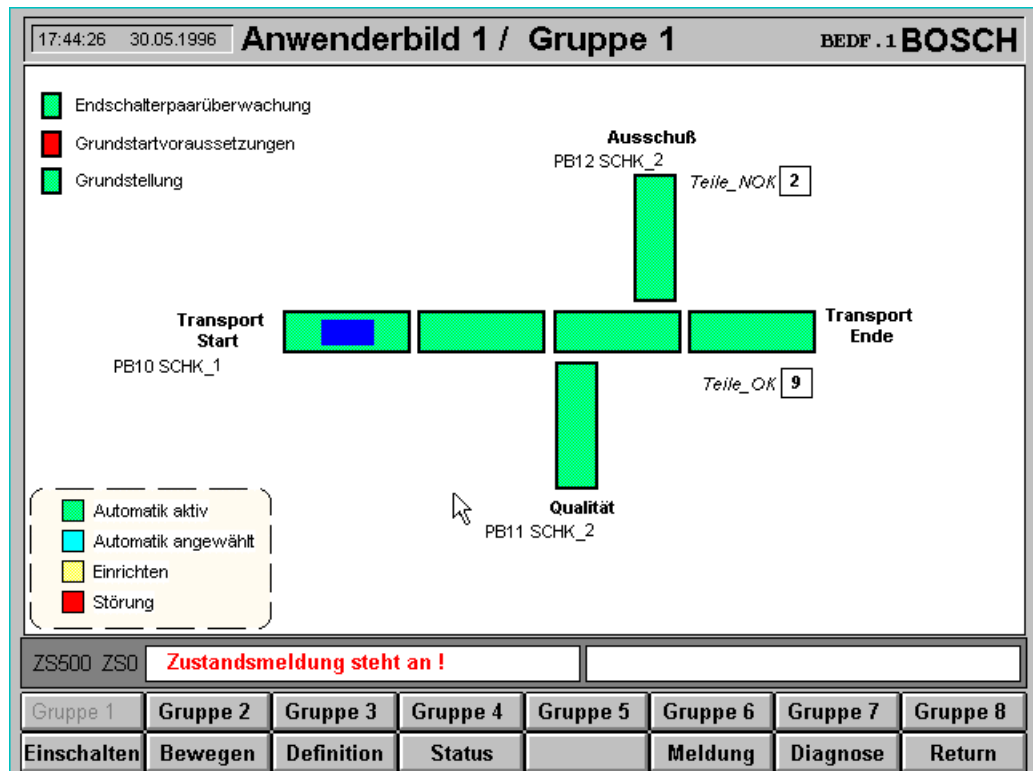 17:44:26 30.05.1996 Anwenderbild 1 / Gruppe 1 BEDF.1 BOSCH
Endschalterpaarüberwachung
Grundstartvoraussetzungen
Grundstellung
Ausschuß
PB12 SCHK_2
Teile_NOK 2
Transport
Start
PB10 SCHK_1
Transport
Ende
Teile_OK 9
Qualität
PB11 SCHK_2
Automatik aktiv
Automatik angewählt
Einrichten
Störung
ZS500 ZS0 Zustandsmeldung steht an !
Gruppe 1 Gruppe 2 Gruppe 3 Gruppe 4 Gruppe 5 Gruppe 6 Gruppe 7 Gruppe 8
Einschalten Bewegen Definition Status Meldung Diagnose Return